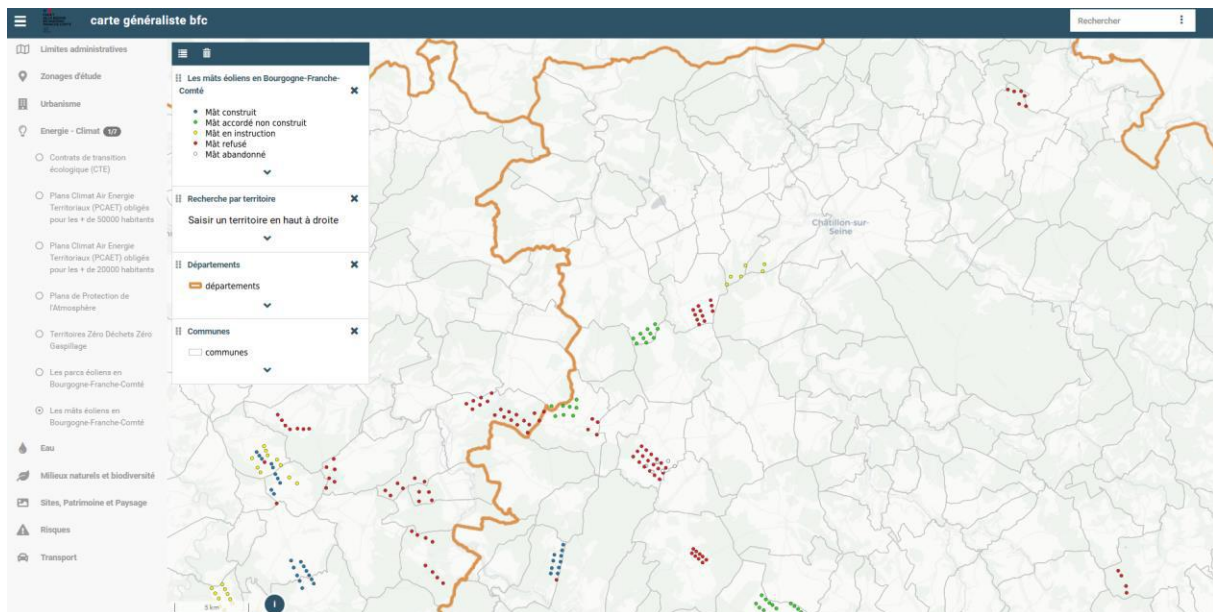 carte généraliste bfc
Rechercher
Limites administratives
Zonages d'étude
Urbanisme
Energie - Climat 1/7
Contrats de transition
écologique (CTE)
Plans Climat Air Energie
Territoriaux (PCAET) obligés
pour les + de 50000 habitants
Plans Climat Air Energie
Territoriaux (PCAET) obligés
pour les + de 20000 habitants
Plans de Protection de
l'Atmosphère
Territoires Zéro Déchets Zéro
Gaspillage
Les parcs éoliens en
Bourgogne-Franche-Comté
Les mâts éoliens en
Bourgogne-Franche-Comté
Eau
Milieux naturels et biodiversité
Sites, Patrimoine et Paysage
Risques
Transport
Les mâts éoliens en Bourgogne-Franche-
Comté
Mât construit
Mât accordé non construit
Mât en instruction
Mât refusé
Mât abandonné
Recherche par territoire
Saisir un territoire en haut à droite
Départements
départements
Communes
communes
Châtillon-sur-
Seine
5 km
i